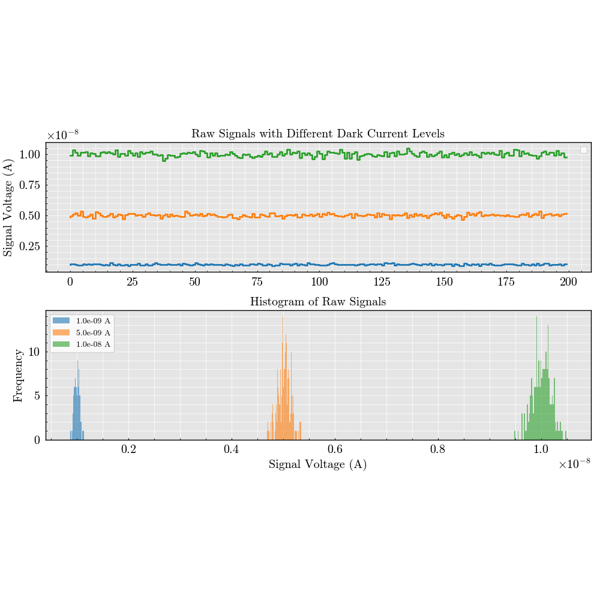 Raw Signals with Different Dark Current Levels
×10⁻⁸
Signal Voltage (A)
1.00
0.75
0.50
0.25
0 25 50 75 100 125 150 175 200
Histogram of Raw Signals
1.0e-09 A
5.0e-09 A
1.0e-08 A
Frequency
10
5
0
0.2 0.4 0.6 0.8 1.0
Signal Voltage (A)
×10⁻⁸